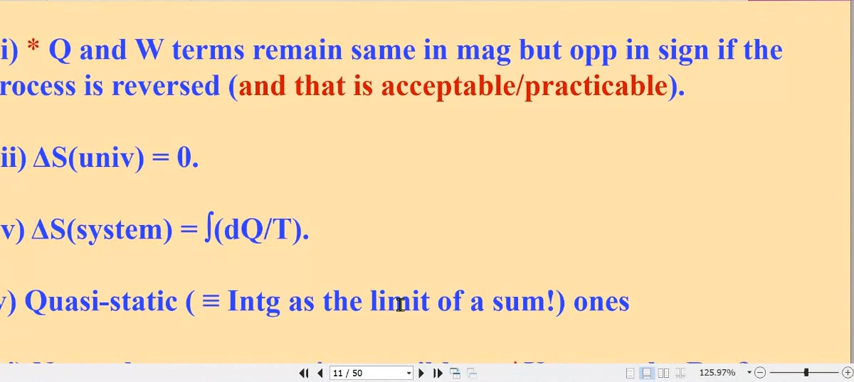 i) * Q and W terms remain same in mag but opp in sign if the
rocess is reversed (and that is acceptable/practicable).
ii) ΔS(univ) = 0.
v) ΔS(system) = ∫(dQ/T).
v) Quasi-static ( ≡ Intg as the limit of a sum!) ones
11 / 50
125.97%